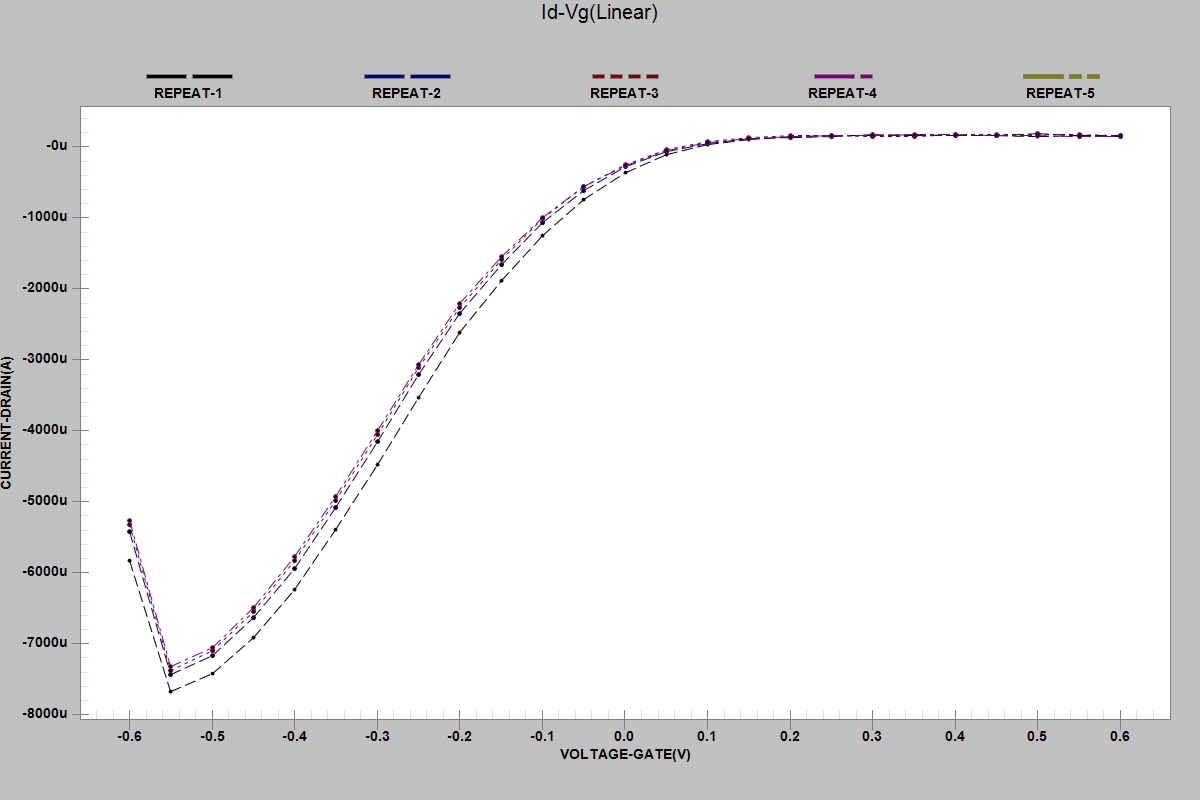 Id-Vg(Linear)
REPEAT-1 REPEAT-2 REPEAT-3 REPEAT-4 REPEAT-5
CURRENT-DRAIN(A)
-0u
-1000u
-2000u
-3000u
-4000u
-5000u
-6000u
-7000u
-8000u
-0.6 -0.5 -0.4 -0.3 -0.2 -0.1 0.0 0.1 0.2 0.3 0.4 0.5 0.6
VOLTAGE-GATE(V)